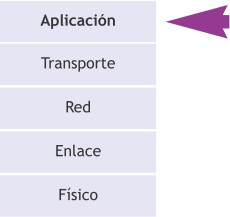 Aplicación
Transporte
Red
Enlace
Físico